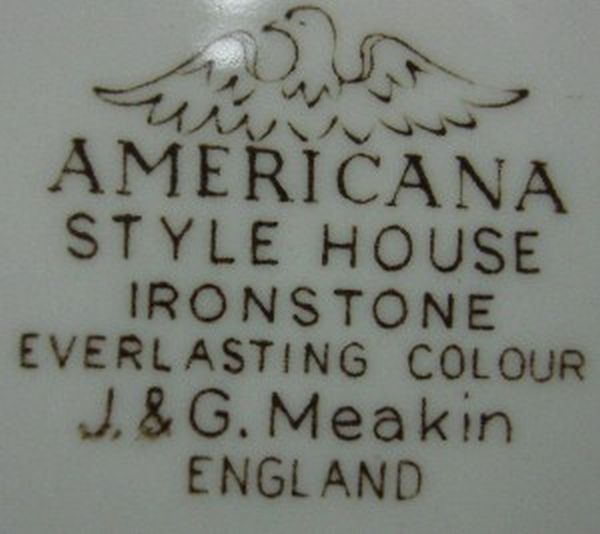 AMERICANA
STYLE HOUSE
IRONSTONE
EVERLASTING COLOUR
J. & G. Meakin
ENGLAND